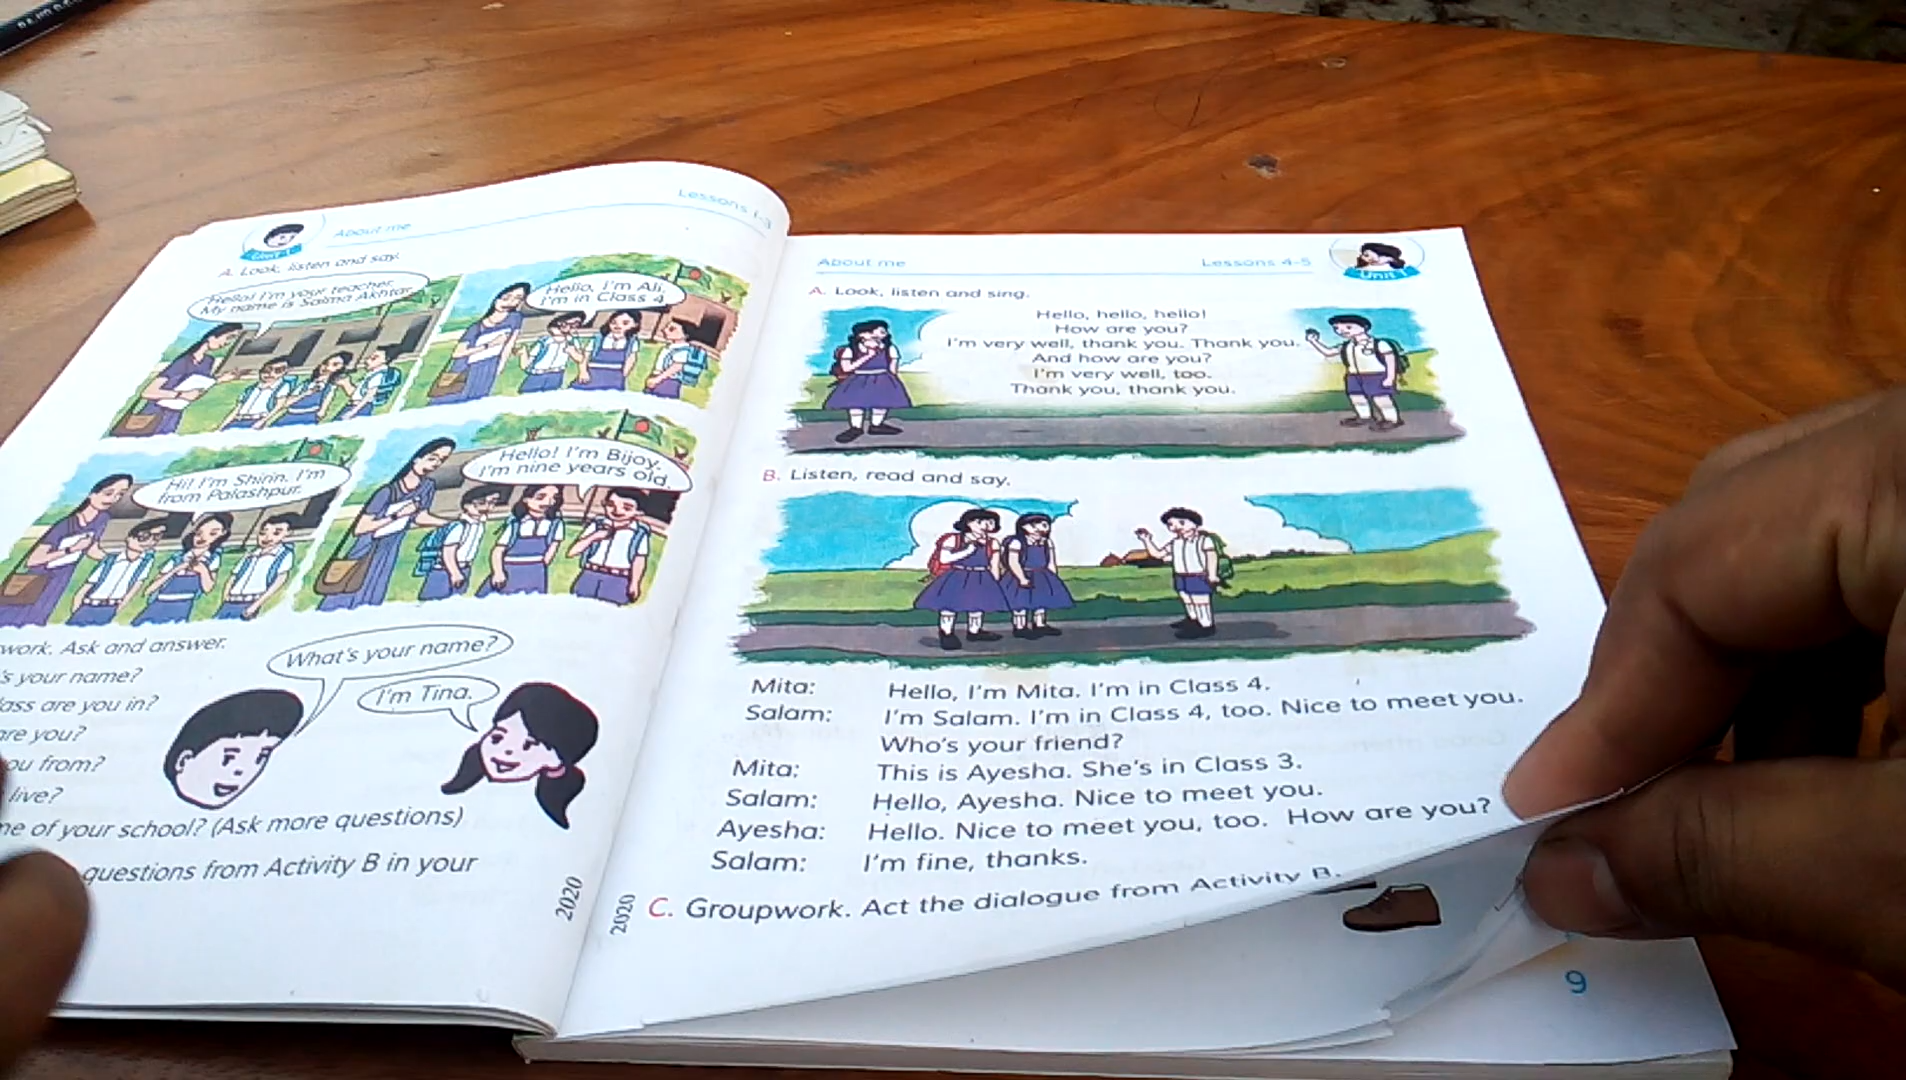 About me
Lessons 1-3
Unit 1
A. Look, listen and say.
Hello! I'm your teacher.
My name is Salma Akhtar.
Hello, I'm Ali.
I'm in Class 4.
Hi! I'm Shirin. I'm
from Palashpur.
Hello! I'm Bijoy.
I'm nine years old.
work. Ask and answer.
's your name?
are you in?
are you?
from?
live?
of your school? (Ask more questions)
questions from Activity B in your
What's your name?
I'm Tina.
2020
About me
Lessons 4-5
Unit 1
A. Look, listen and sing.
Hello, hello, hello!
How are you?
I'm very well, thank you. Thank you.
And how are you?
I'm very well, too.
Thank you, thank you.
B. Listen, read and say.
Mita: Hello, I'm Mita. I'm in Class 4.
Salam: I'm Salam. I'm in Class 4, too. Nice to meet you.
Who's your friend?
Mita: This is Ayesha. She's in Class 3.
Salam: Hello, Ayesha. Nice to meet you.
Ayesha: Hello. Nice to meet you, too. How are you?
Salam: I'm fine, thanks.
C. Groupwork. Act the dialogue from Activity B.
2020
9